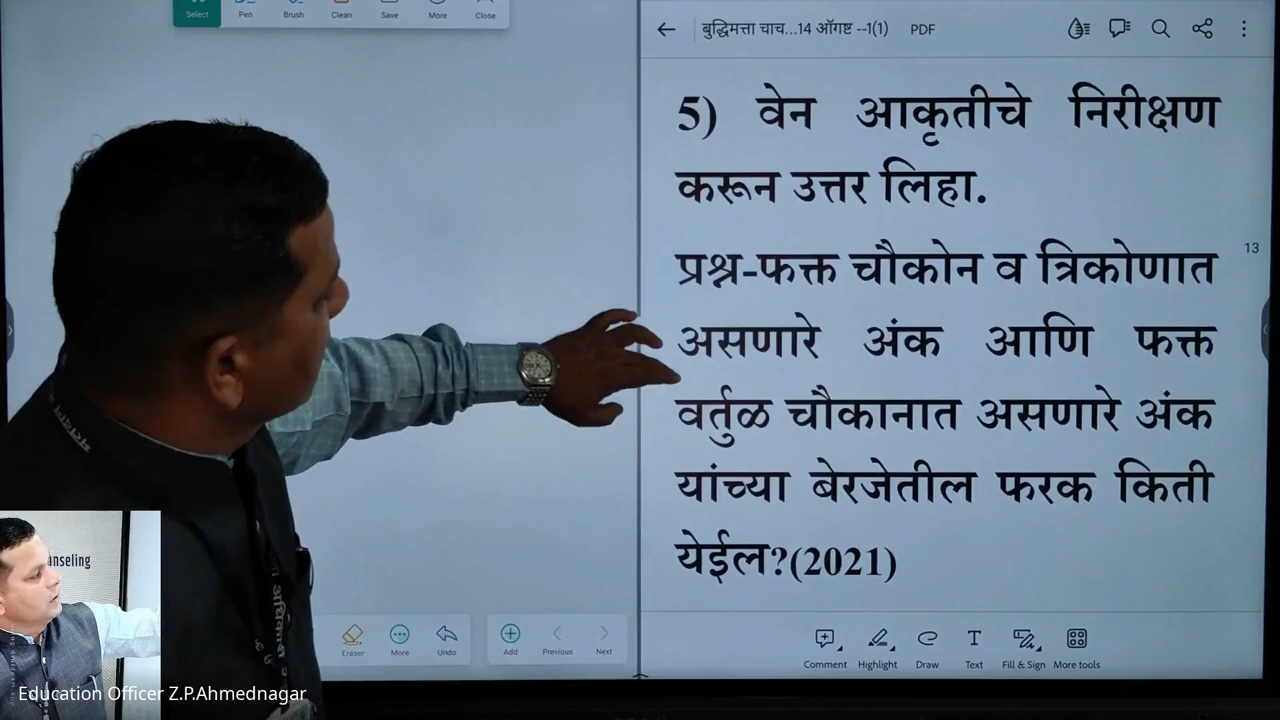 Select Pen Brush Clean Save More Close
बुद्धिमत्ता चाच...14 ऑगष्ट --1(1) PDF
5) वेन आकृतीचे निरीक्षण
करून उत्तर लिहा.
13
प्रश्न-फक्त चौकोन व त्रिकोणात
असणारे अंक आणि फक्त
वर्तुळ चौकानात असणारे अंक
यांच्या बेरजेतील फरक किती
येईल?(2021)
Eraser More Undo Add Previous Next
Comment Highlight Draw Text Fill & Sign More tools
nseling
Education Officer Z.P.Ahmednagar